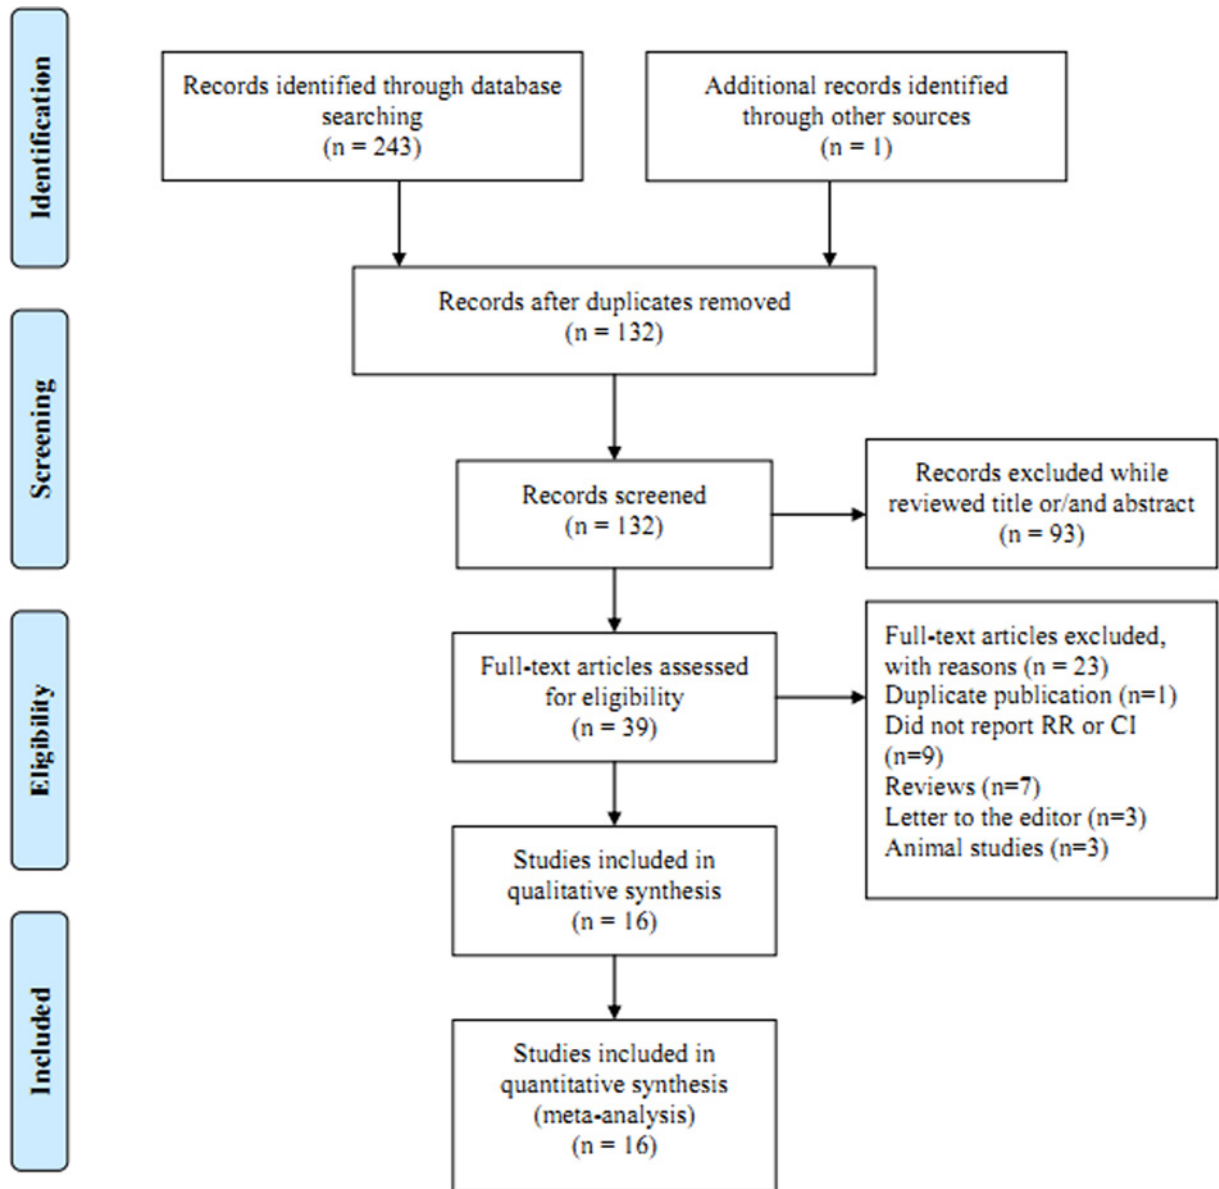 Identification
Records identified through database
searching
(n = 243)
Additional records identified
through other sources
(n = 1)
Records after duplicates removed
(n = 132)
Screening
Records screened
(n = 132)
Records excluded while
reviewed title or/and abstract
(n = 93)
Eligibility
Full-text articles assessed
for eligibility
(n = 39)
Full-text articles excluded,
with reasons (n = 23)
Duplicate publication (n=1)
Did not report RR or CI
(n=9)
Reviews (n=7)
Letter to the editor (n=3)
Animal studies (n=3)
Studies included in
qualitative synthesis
(n = 16)
Included
Studies included in
quantitative synthesis
(meta-analysis)
(n = 16)